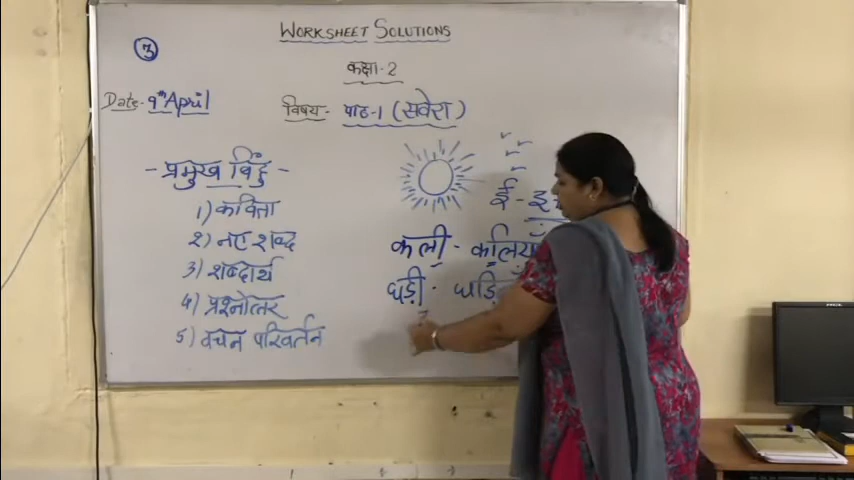 WORKSHEET SOLUTIONS
3
कक्षा-2
Date- 9th April
विषय- पाठ-1 (सवेरा)
-प्रमुख बिंदु-
1) कविता
2) नए शब्द
3) शब्दार्थ
4) प्रश्नोत्तर
5) वचन परिवर्तन
ई - इ
कली - कलियाँ
घड़ी -